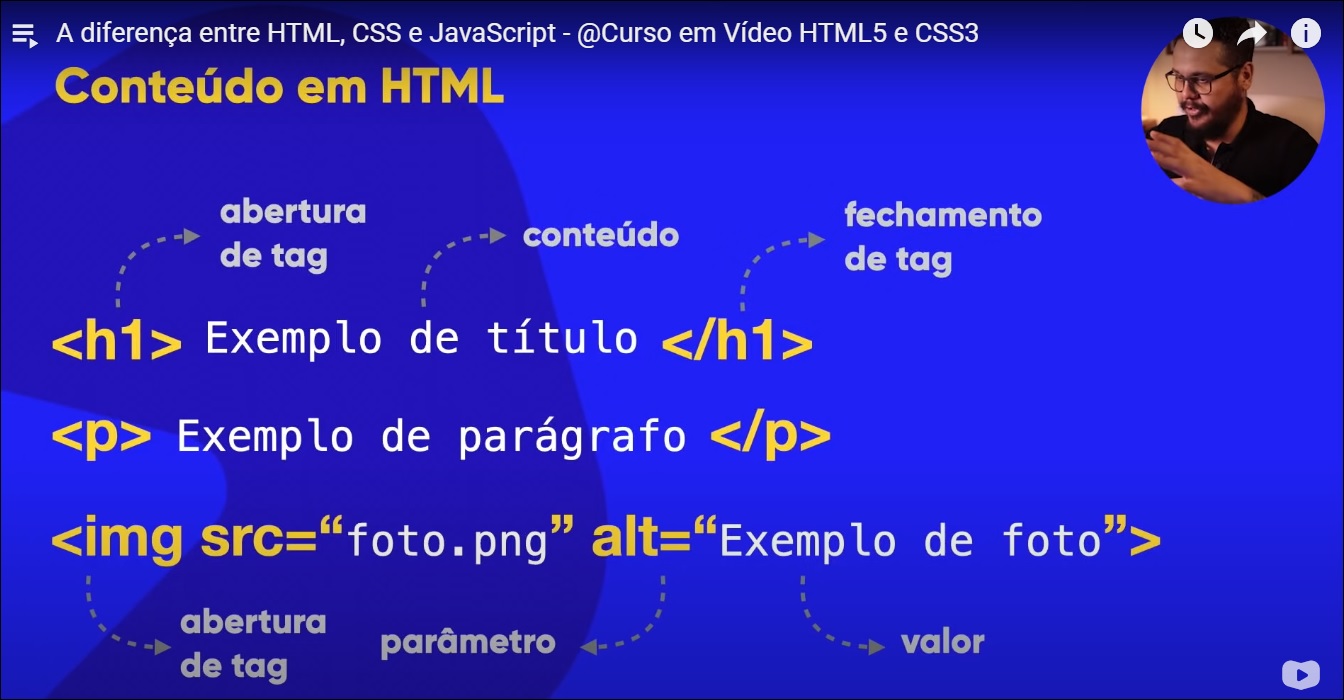 A diferença entre HTML, CSS e JavaScript - @Curso em Vídeo HTML5 e CSS3
Conteúdo em HTML
abertura
de tag
conteúdo
fechamento
de tag
<h1> Exemplo de título </h1>
<p> Exemplo de parágrafo </p>
<img src=“foto.png” alt=“Exemplo de foto”>
abertura
de tag
parâmetro
valor